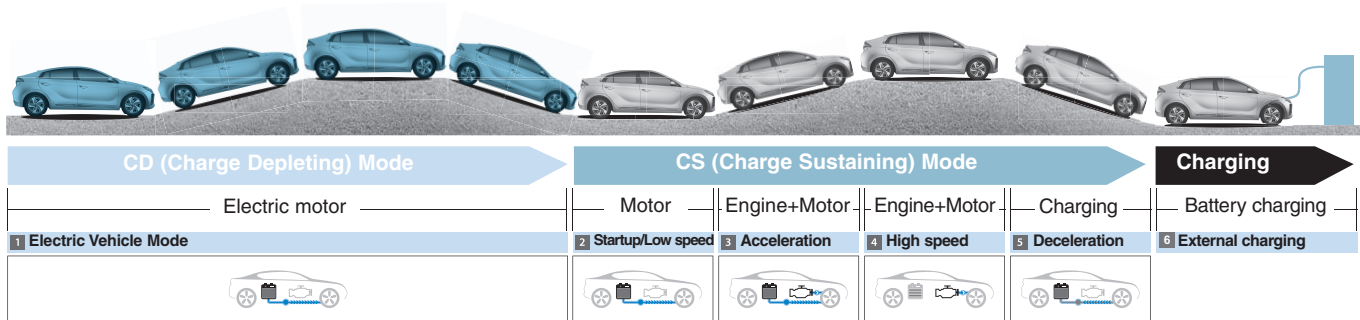 CD (Charge Depleting) Mode
CS (Charge Sustaining) Mode
Charging
Electric motor
Motor
Engine+Motor
Engine+Motor
Charging
Battery charging
1 Electric Vehicle Mode
2 Startup/Low speed
3 Acceleration
4 High speed
5 Deceleration
6 External charging